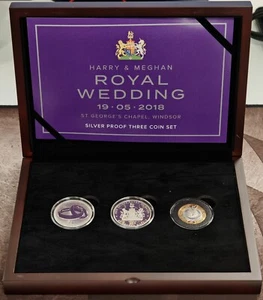 HARRY & MEGHAN
ROYAL
WEDDING
19·05·2018
ST GEORGE'S CHAPEL, WINDSOR
SILVER PROOF THREE COIN SET